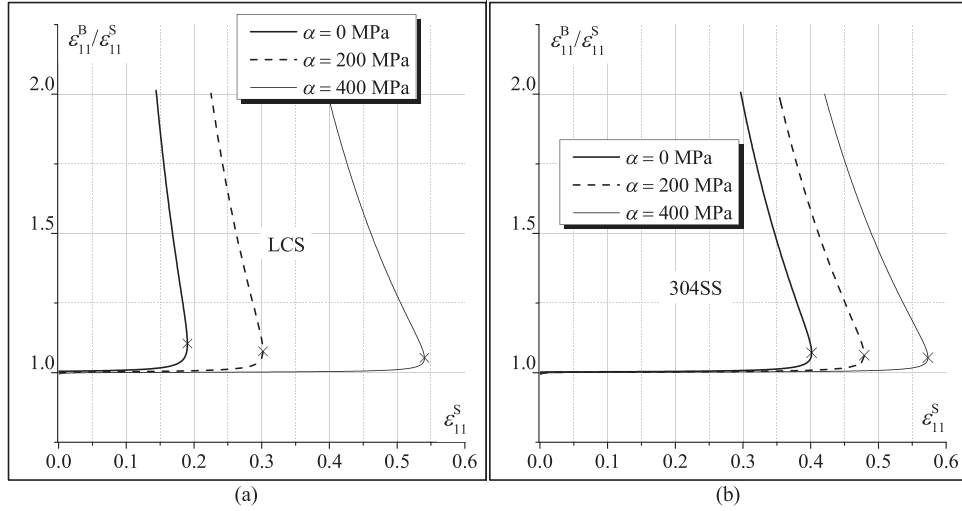 ε₁₁ᴮ/ε₁₁ˢ
α = 0 MPa
α = 200 MPa
α = 400 MPa
2.0
1.5
LCS
1.0
ε₁₁ˢ
0.0 0.1 0.2 0.3 0.4 0.5 0.6
(a)
ε₁₁ᴮ/ε₁₁ˢ
2.0
α = 0 MPa
α = 200 MPa
α = 400 MPa
1.5
304SS
1.0
ε₁₁ˢ
0.0 0.1 0.2 0.3 0.4 0.5 0.6
(b)